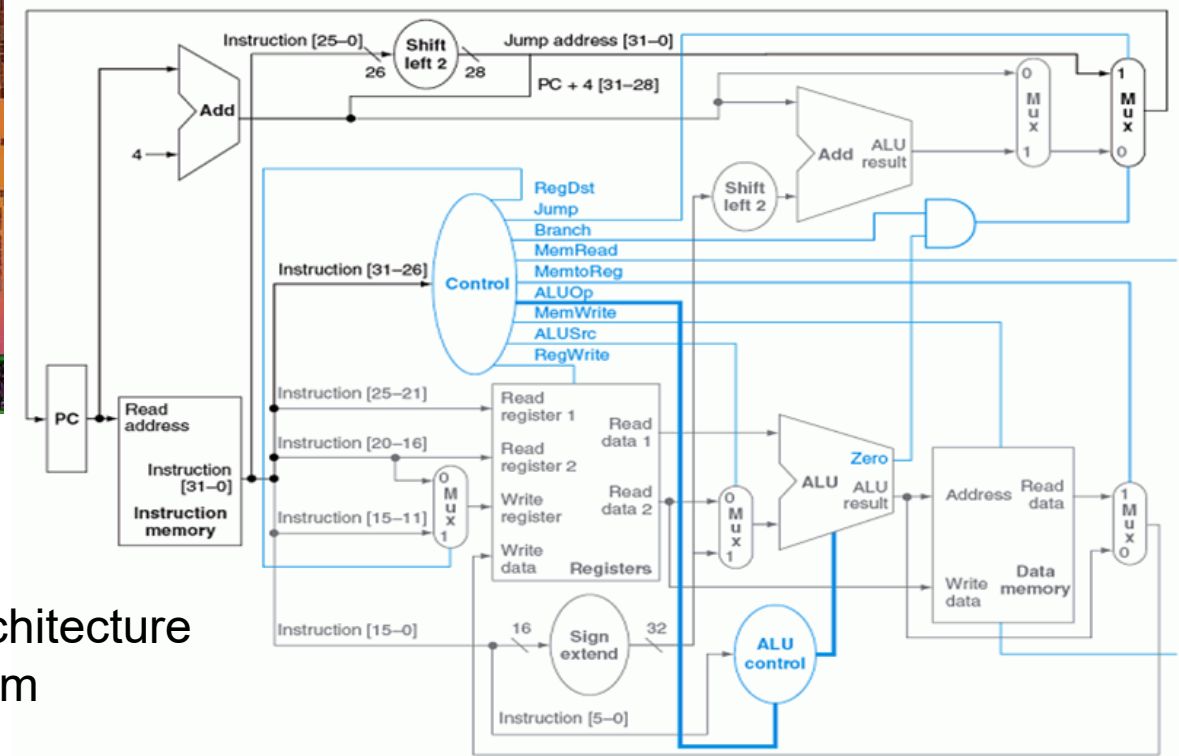 Instruction [25–0]
26
Shift
left 2
28
Jump address [31–0]
PC + 4 [31–28]
Add
4
0
M
u
x
1
1
M
u
x
0
Add
ALU
result
Shift
left 2
RegDst
Jump
Branch
MemRead
MemtoReg
ALUOp
MemWrite
ALUSrc
RegWrite
Instruction [31–26]
Control
PC
Read
address
Instruction
[31–0]
Instruction
memory
Instruction [25–21]
Instruction [20–16]
Instruction [15–11]
0
M
u
x
1
Read
register 1
Read
register 2
Write
register
Write
data
Read
data 1
Read
data 2
Registers
0
M
u
x
1
Zero
ALU
ALU
result
Address
Read
data
Write
data
Data
memory
1
M
u
x
0
chitecture
m
Instruction [15–0]
16
Sign
extend
32
ALU
control
Instruction [5–0]